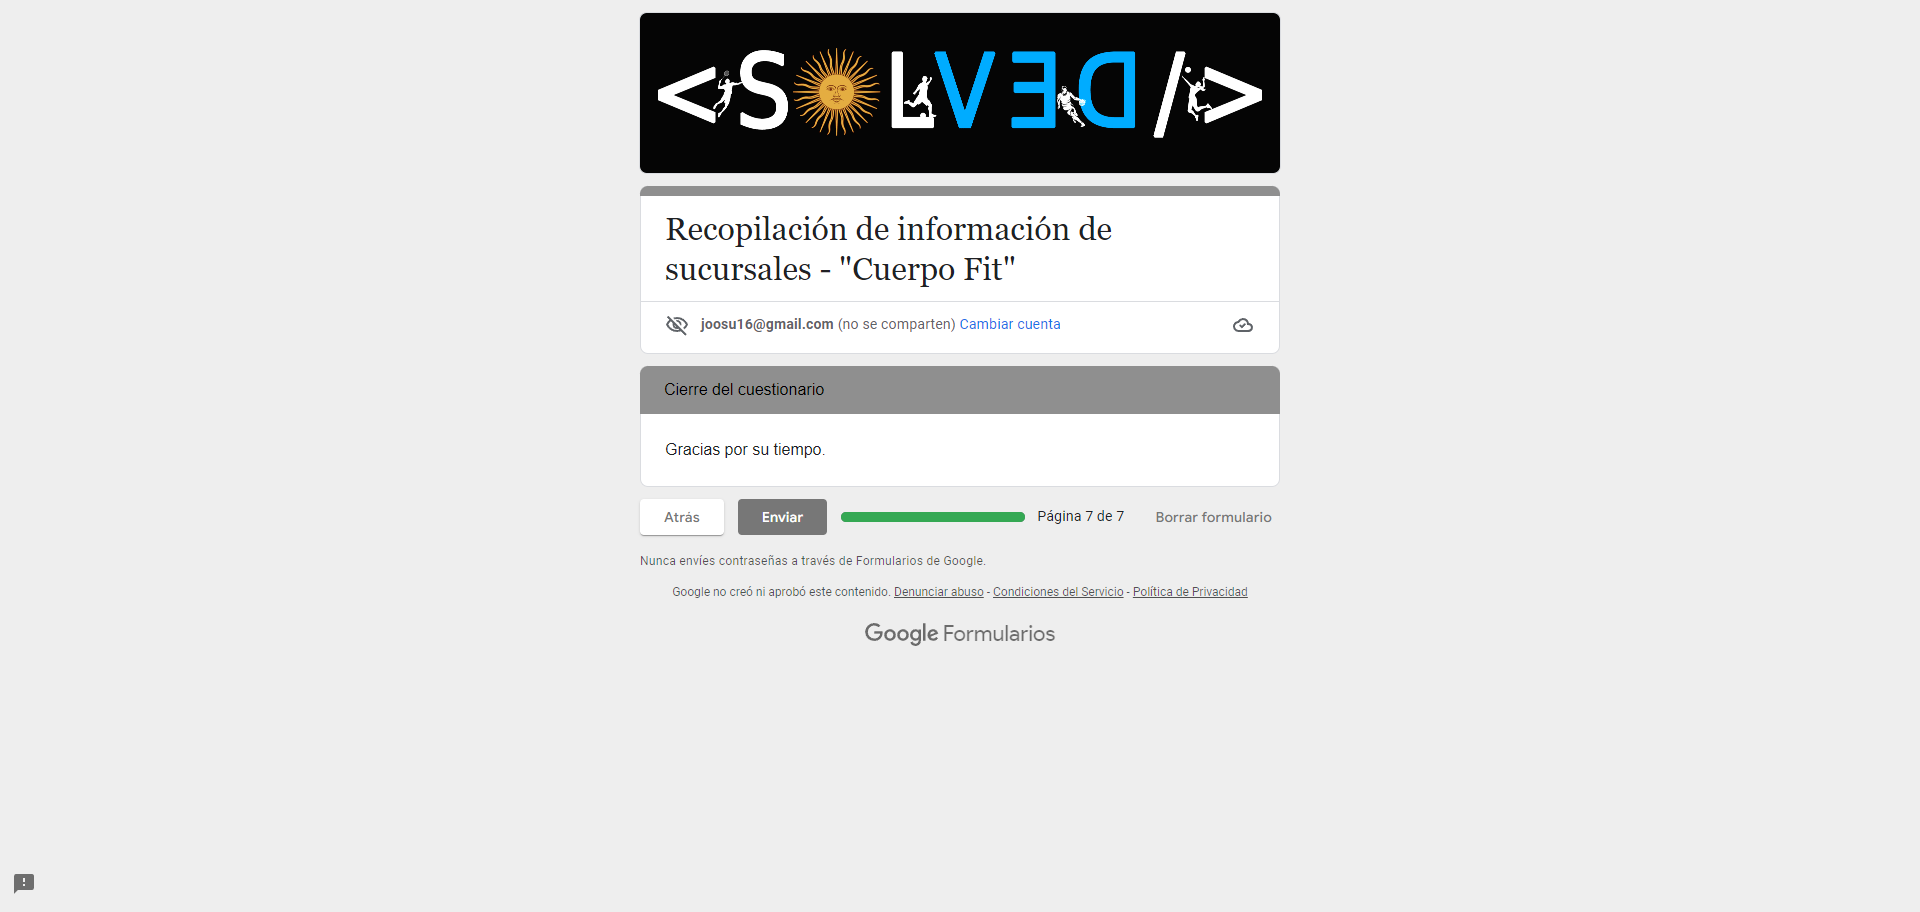 <SOLVED/>
Recopilación de información de
sucursales - "Cuerpo Fit"
joosu16@gmail.com (no se comparten) Cambiar cuenta
Cierre del cuestionario
Gracias por su tiempo.
Atrás Enviar Página 7 de 7 Borrar formulario
Nunca envíes contraseñas a través de Formularios de Google.
Google no creó ni aprobó este contenido. Denunciar abuso - Condiciones del Servicio - Política de Privacidad
Google Formularios